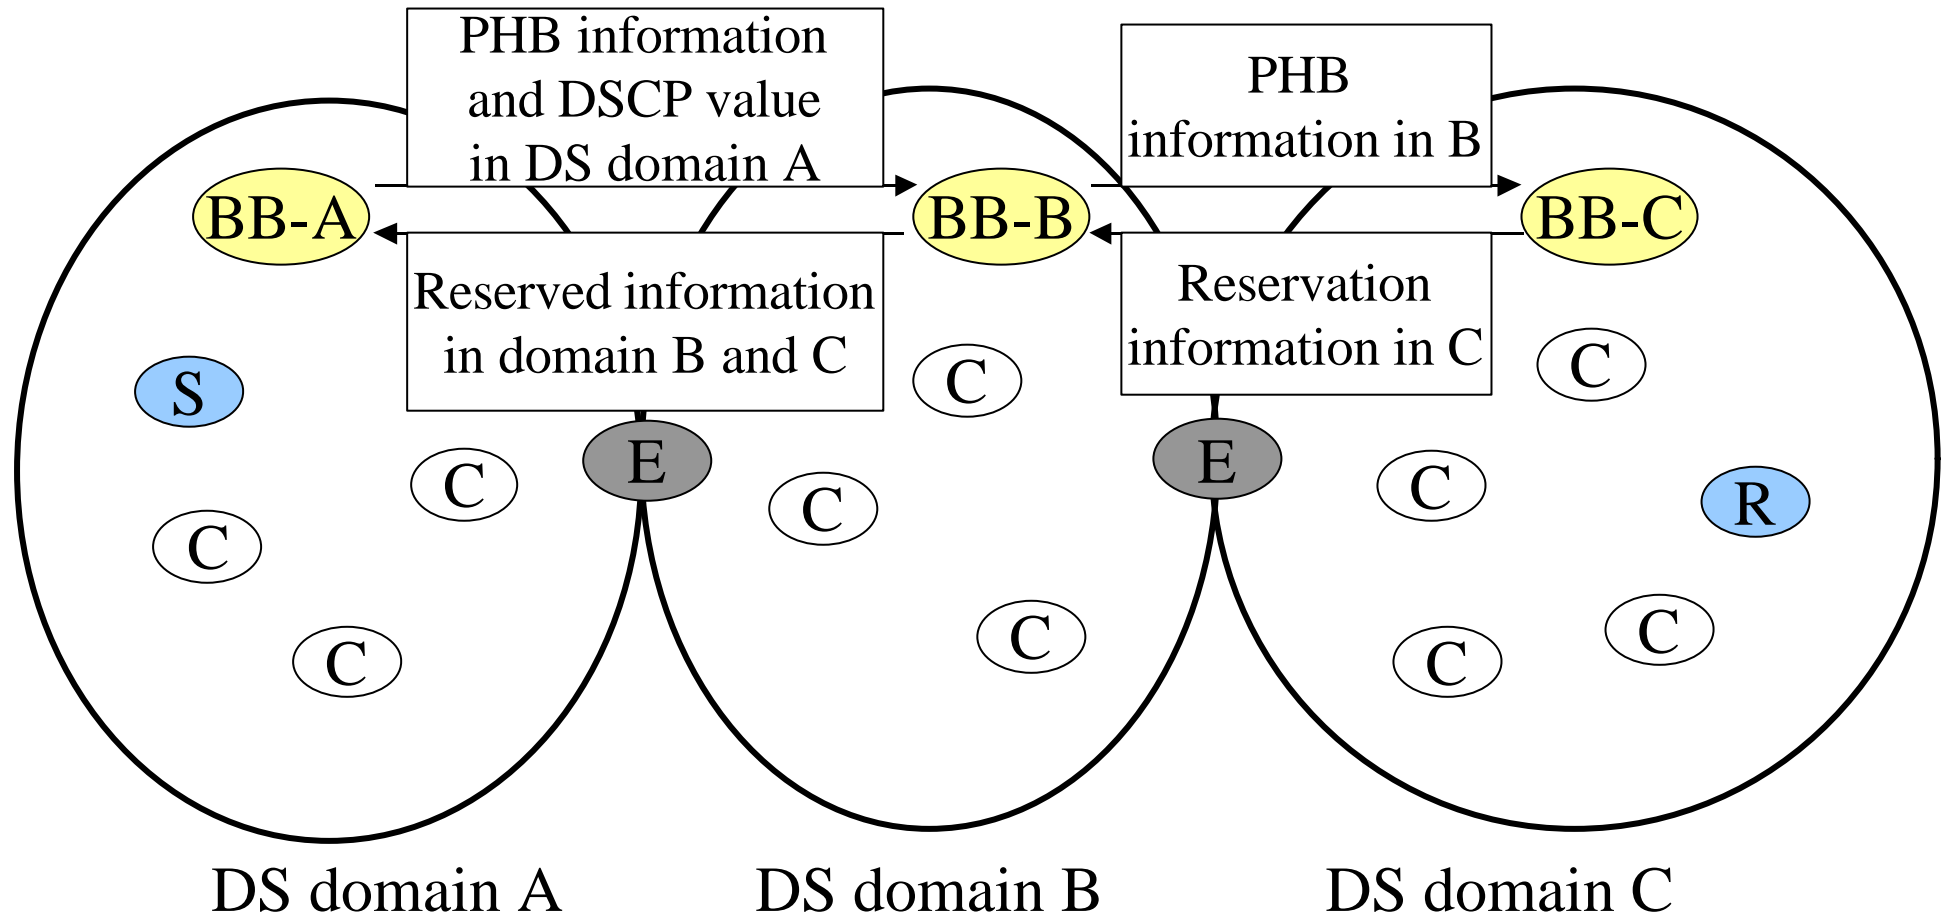 PHB information
and DSCP value
in DS domain A
PHB
information in B
BB-A
BB-B
BB-C
Reserved information
in domain B and C
Reservation
information in C
S
C
C
E
E
C
C
C
R
C
C
C
C
C
C
DS domain A
DS domain B
DS domain C